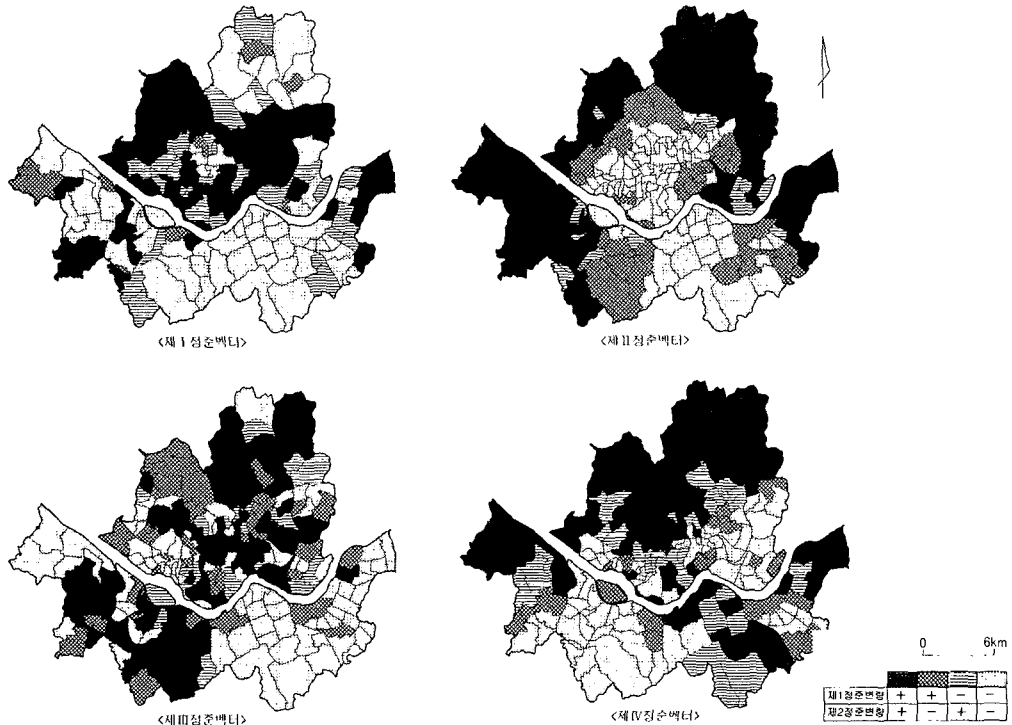 <제 I 정준벡터>
<제II정준벡터>
<제III정준벡터>
<제IV정준벡터>
0 6km
제1정준변량 + + - -
제2정준변량 + - + -